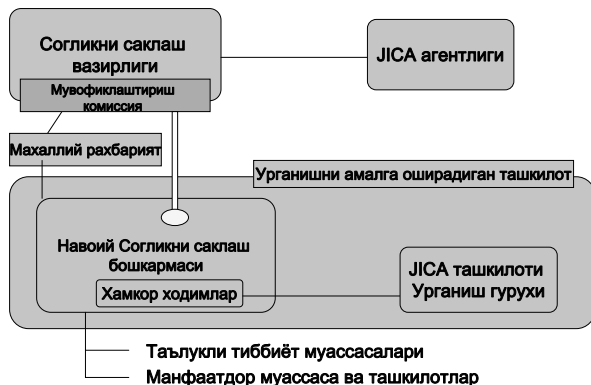 Согликни саклаш
вазирлиги
JICA агентлиги
Мувофиклаштириш
комиссия
Махаллий рахбарият
Урганишни амалга оширадиган ташкилот
Навоий Согликни саклаш
бошкармаси
Хамкор ходимлар
JICA ташкилоти
Урганиш гурухи
Таълукли тиббиёт муассасалари
Манфаатдор муассаса ва ташкилотлар